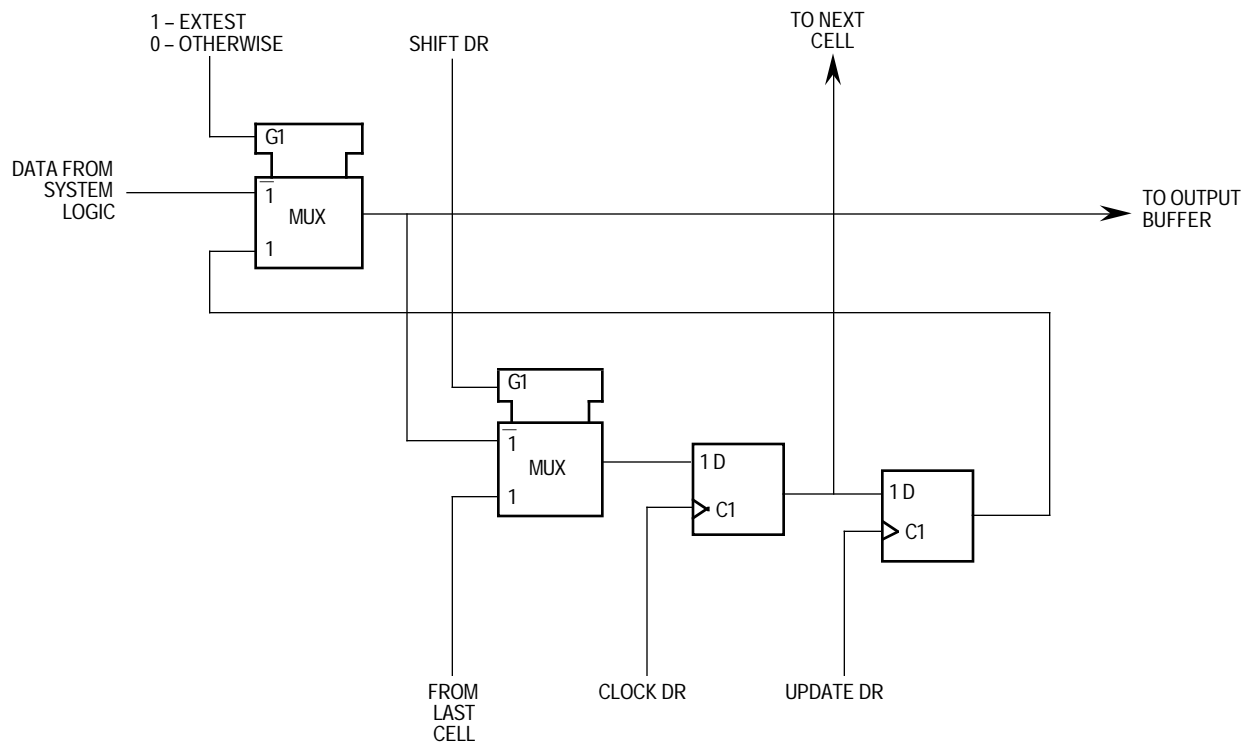 1 – EXTEST
0 – OTHERWISE
SHIFT DR
TO NEXT
CELL
G1
DATA FROM
SYSTEM
LOGIC
1
MUX
1
TO OUTPUT
BUFFER
G1
1
MUX
1
1 D
C1
1 D
C1
FROM
LAST
CELL
CLOCK DR
UPDATE DR